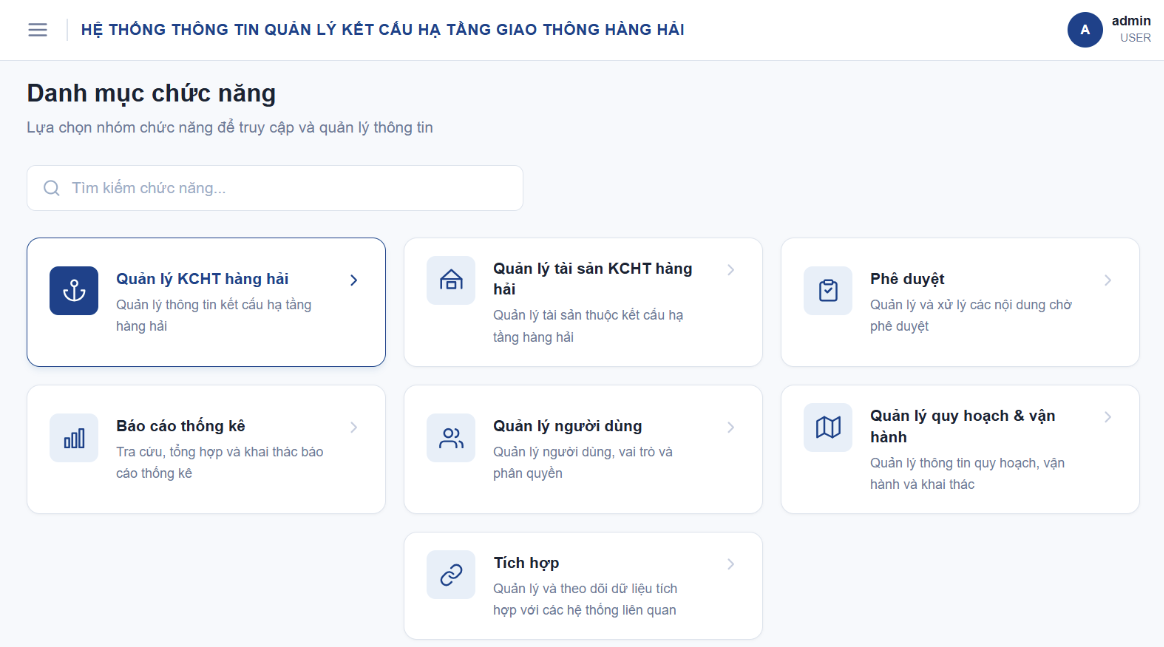 HỆ THỐNG THÔNG TIN QUẢN LÝ KẾT CẤU HẠ TẦNG GIAO THÔNG HÀNG HẢI
A
admin
USER
Danh mục chức năng
Lựa chọn nhóm chức năng để truy cập và quản lý thông tin
Tìm kiếm chức năng...
Quản lý KCHT hàng hải
Quản lý thông tin kết cấu hạ tầng
hàng hải
Quản lý tài sản KCHT hàng
hải
Quản lý tài sản thuộc kết cấu hạ
tầng hàng hải
Phê duyệt
Quản lý và xử lý các nội dung chờ
phê duyệt
Báo cáo thống kê
Tra cứu, tổng hợp và khai thác báo
cáo thống kê
Quản lý người dùng
Quản lý người dùng, vai trò và
phân quyền
Quản lý quy hoạch & vận
hành
Quản lý thông tin quy hoạch, vận
hành và khai thác
Tích hợp
Quản lý và theo dõi dữ liệu tích
hợp với các hệ thống liên quan